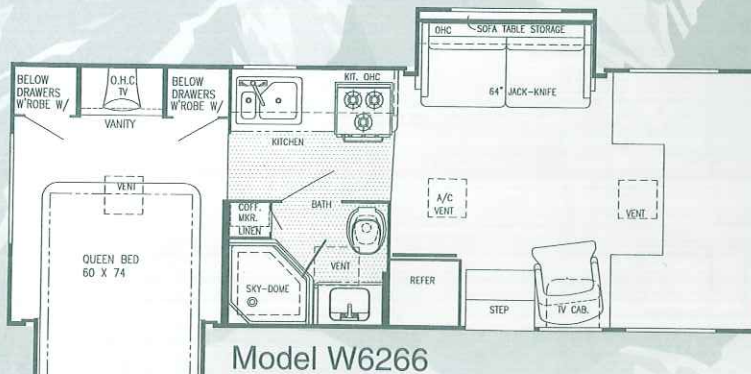 BELOW
DRAWERS
W'ROBE W/
O.H.C.
TV
BELOW
DRAWERS
W'ROBE W/
VANITY
VENT
QUEEN BED
60 X 74
KIT. OHC
KITCHEN
COFF.
MKR.
LINEN
BATH
VENT
SKY-DOME
OHC
SOFA TABLE STORAGE
64" JACK-KNIFE
A/C
VENT
VENT
REFER
STEP
TV CAB.
Model W6266